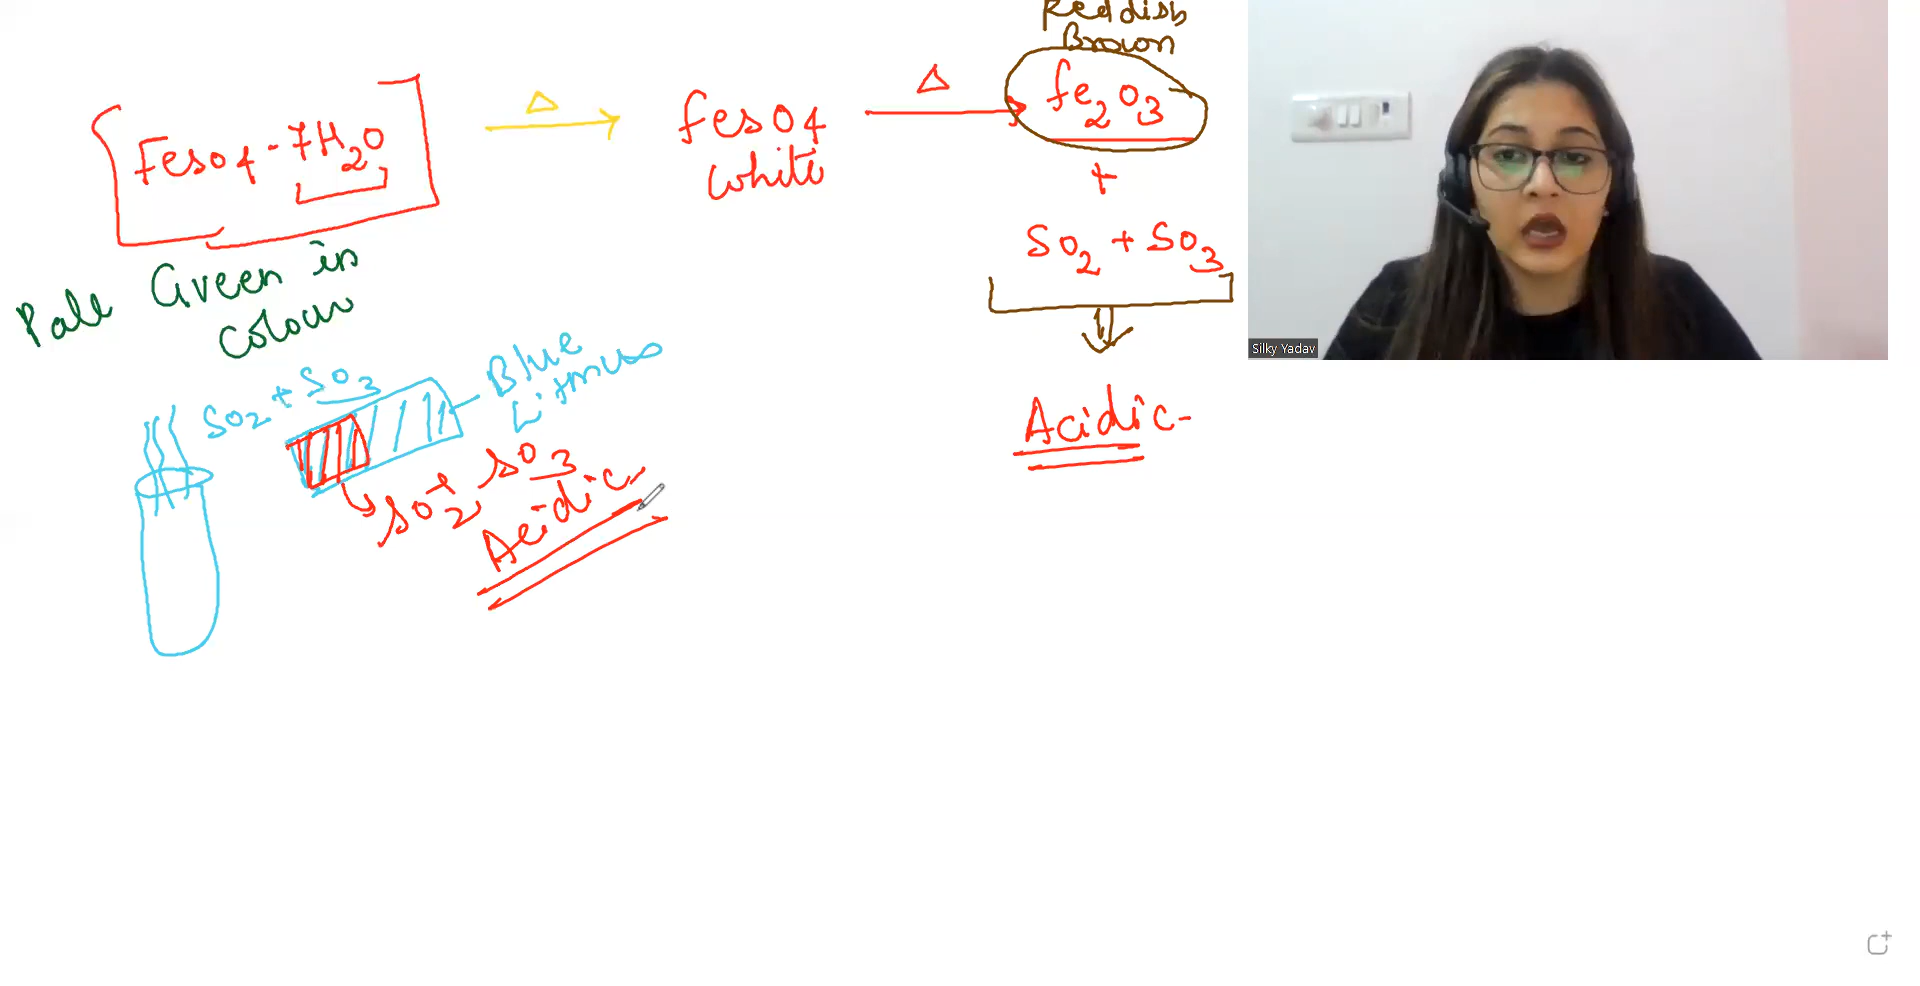 Reddish
Brown
FeSO4 · 7H2O
Δ
FeSO4
white
Δ
Fe2O3
+
SO2 + SO3
Pale Green in
Colour
Acidic
SO2 + SO3
Blue
Litmus
SO2, SO3
Acidic
Silky Yadav